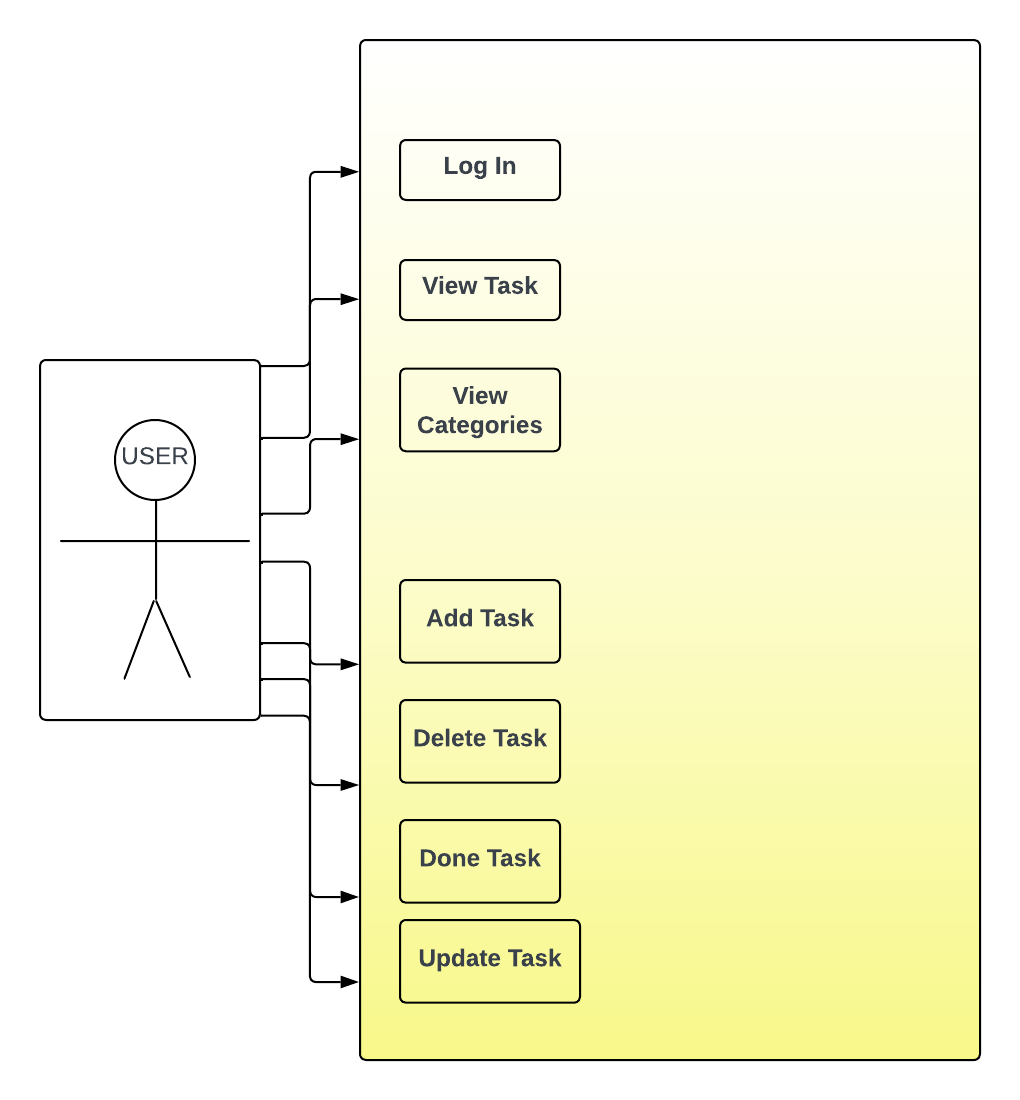 Log In
View Task
View
Categories
USER
Add Task
Delete Task
Done Task
Update Task